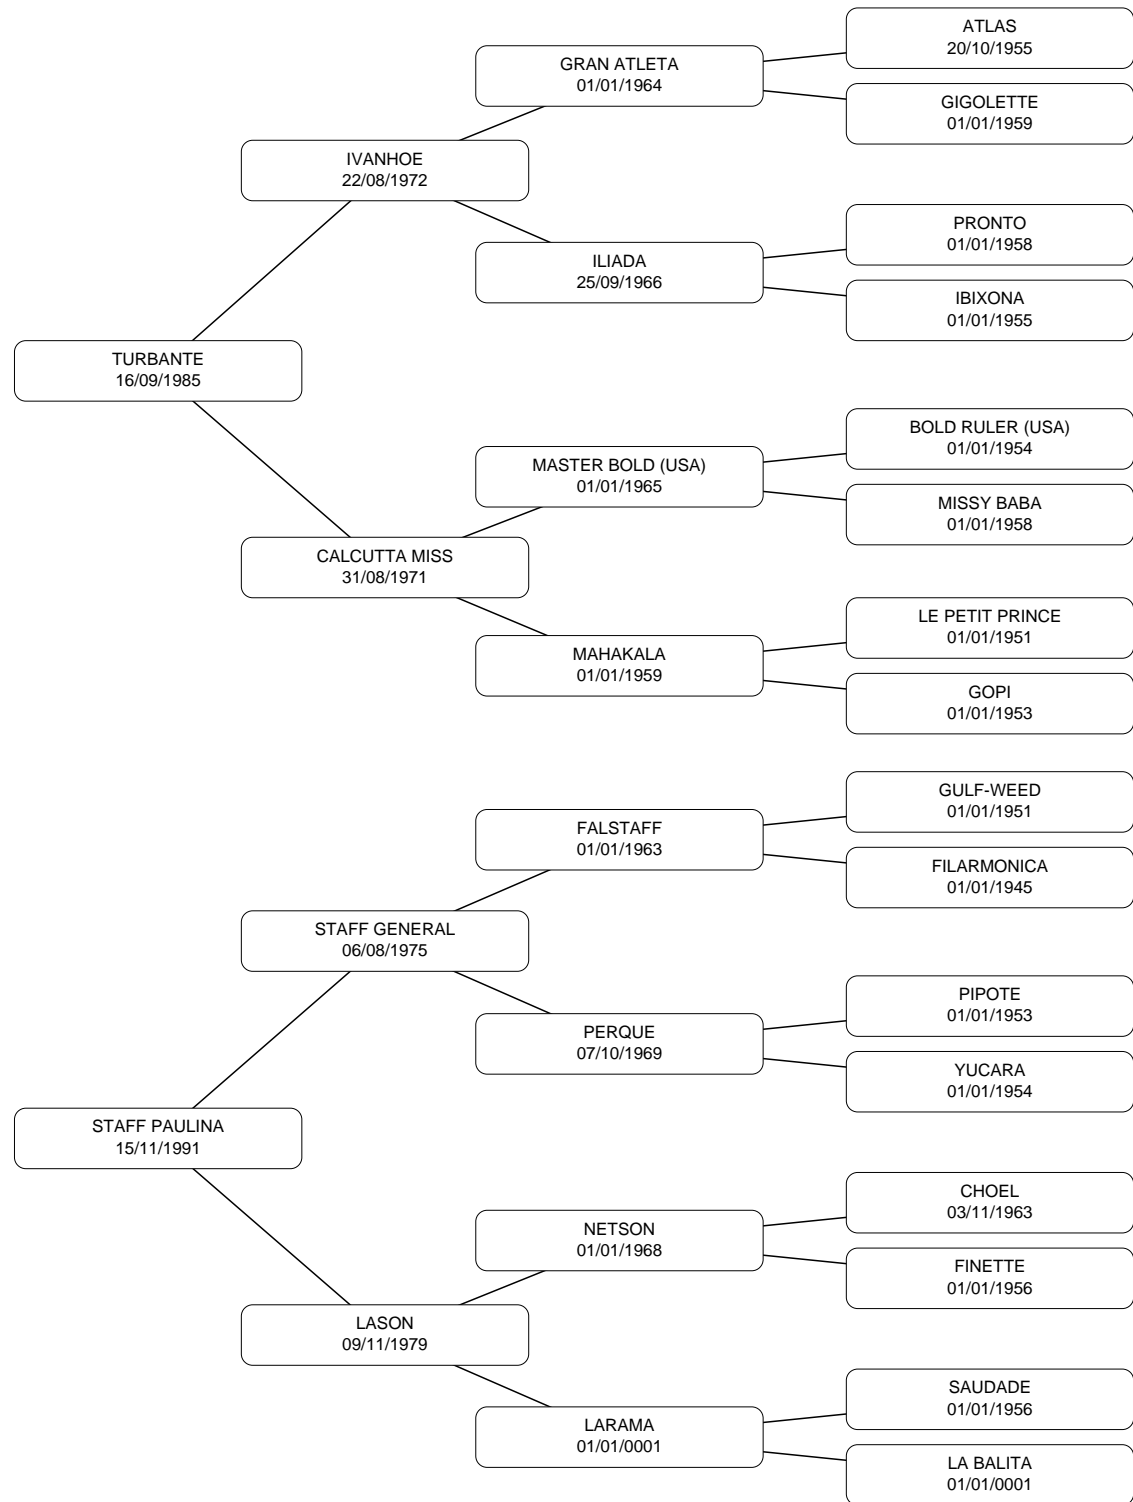 ATLAS
20/10/1955
GRAN ATLETA
01/01/1964
GIGOLETTE
01/01/1959
IVANHOE
22/08/1972
PRONTO
01/01/1958
ILIADA
25/09/1966
IBIXONA
01/01/1955
TURBANTE
16/09/1985
BOLD RULER (USA)
01/01/1954
MASTER BOLD (USA)
01/01/1965
MISSY BABA
01/01/1958
CALCUTTA MISS
31/08/1971
LE PETIT PRINCE
01/01/1951
MAHAKALA
01/01/1959
GOPI
01/01/1953
GULF-WEED
01/01/1951
FALSTAFF
01/01/1963
FILARMONICA
01/01/1945
STAFF GENERAL
06/08/1975
PIPOTE
01/01/1953
PERQUE
07/10/1969
YUCARA
01/01/1954
STAFF PAULINA
15/11/1991
CHOEL
03/11/1963
NETSON
01/01/1968
FINETTE
01/01/1956
LASON
09/11/1979
SAUDADE
01/01/1956
LARAMA
01/01/0001
LA BALITA
01/01/0001